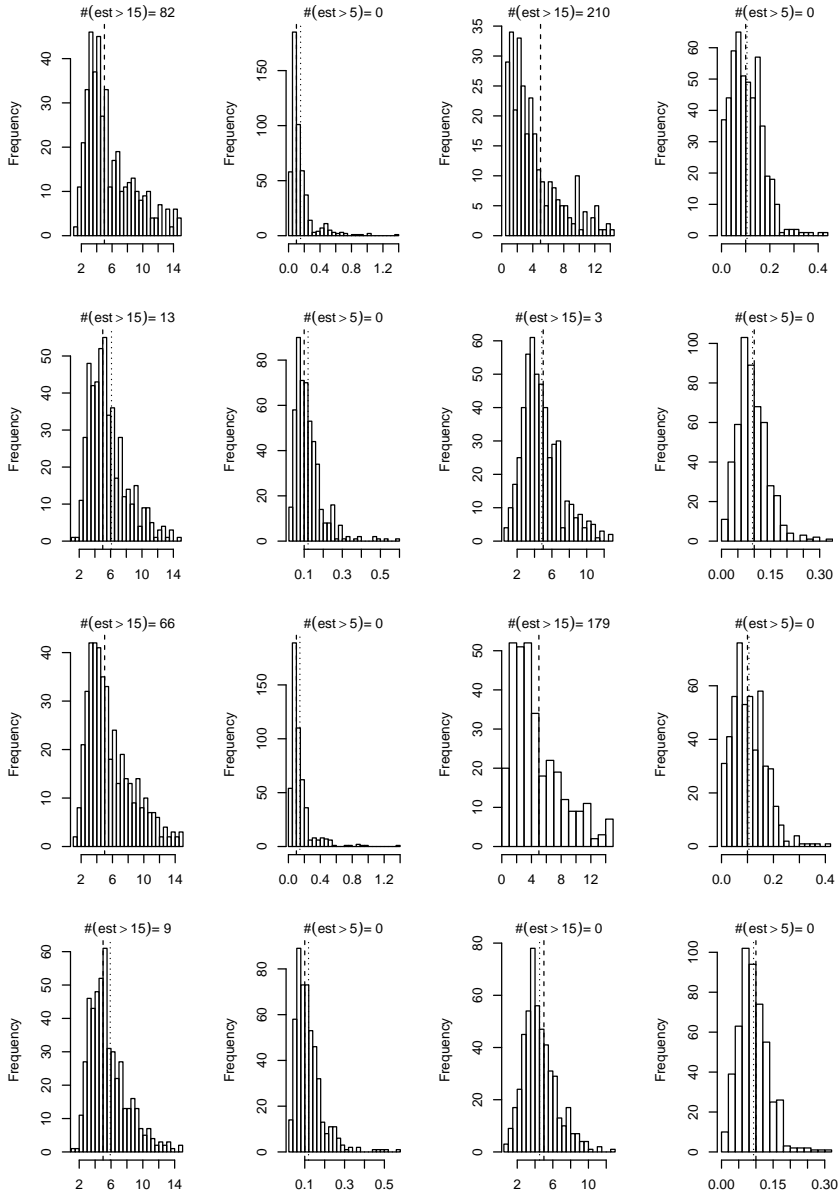 #(est > 15)= 82
#(est > 5)= 0
#(est > 15)= 210
#(est > 5)= 0
Frequency
0 10 20 30 40
2 6 10 14
Frequency
0 50 100 150
0.0 0.4 0.8 1.2
Frequency
0 5 10 15 20 25 30 35
0 4 8 12
Frequency
0 10 20 30 40 50 60
0.0 0.2 0.4
#(est > 15)= 13
#(est > 5)= 0
#(est > 15)= 3
#(est > 5)= 0
Frequency
0 10 20 30 40 50
2 6 10 14
Frequency
0 20 40 60 80
0.1 0.3 0.5
Frequency
0 10 20 30 40 50 60
2 6 10
Frequency
0 20 40 60 80 100
0.00 0.15 0.30
#(est > 15)= 66
#(est > 5)= 0
#(est > 15)= 179
#(est > 5)= 0
Frequency
0 10 20 30 40
2 6 10 14
Frequency
0 50 100 150
0.0 0.4 0.8 1.2
Frequency
0 10 20 30 40 50
0 4 8 12
Frequency
0 20 40 60
0.0 0.2 0.4
#(est > 15)= 9
#(est > 5)= 0
#(est > 15)= 0
#(est > 5)= 0
Frequency
0 10 20 30 40 50 60
2 6 10 14
Frequency
0 20 40 60 80
0.1 0.3 0.5
Frequency
0 20 40 60 80
2 6 10
Frequency
0 20 40 60 80 100
0.00 0.15 0.30